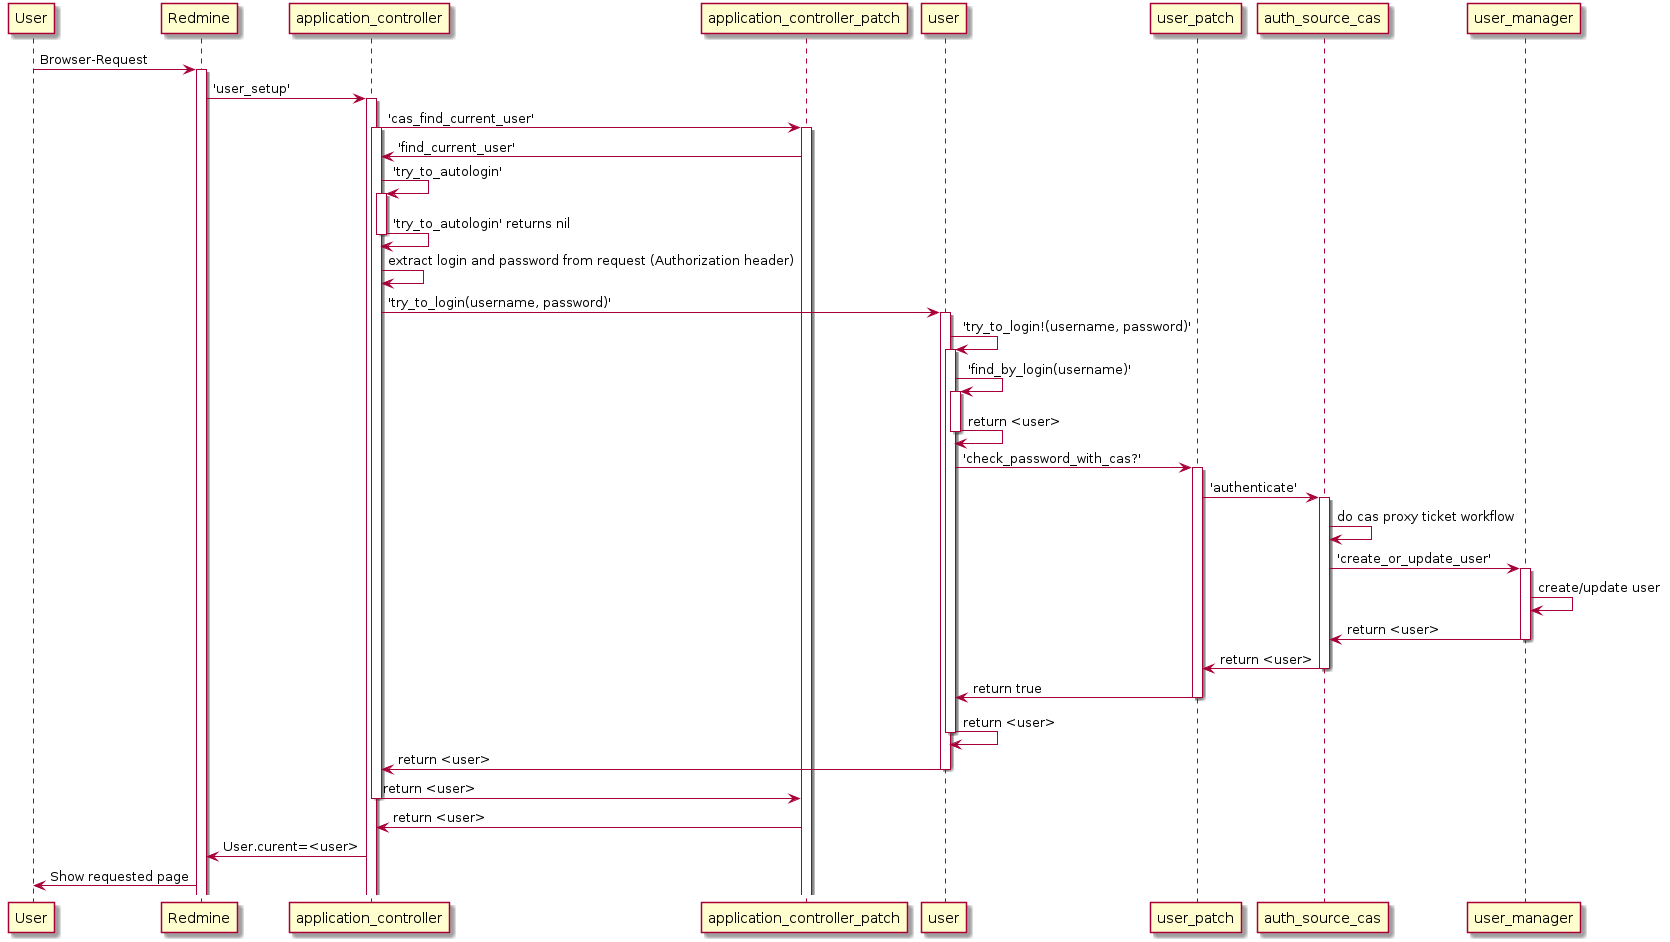 User
Redmine
application_controller
application_controller_patch
user
user_patch
auth_source_cas
user_manager
Browser-Request
'user_setup'
'cas_find_current_user'
'find_current_user'
'try_to_autologin'
'try_to_autologin' returns nil
extract login and password from request (Authorization header)
'try_to_login(username, password)'
'try_to_login!(username, password)'
'find_by_login(username)'
return <user>
'check_password_with_cas?'
'authenticate'
do cas proxy ticket workflow
'create_or_update_user'
create/update user
return <user>
return <user>
return true
return <user>
return <user>
return <user>
return <user>
User.curent=<user>
Show requested page
User
Redmine
application_controller
application_controller_patch
user
user_patch
auth_source_cas
user_manager